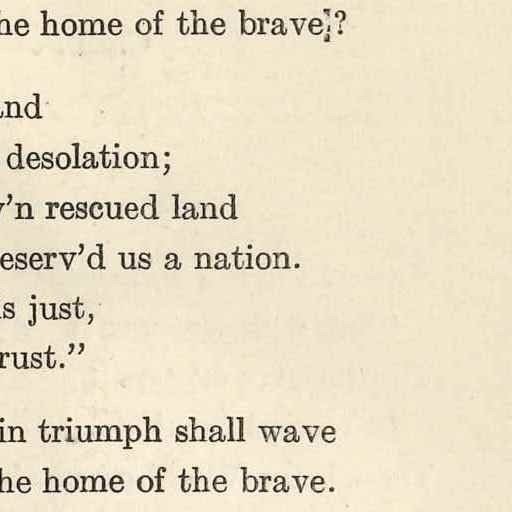 he home of the brave?
and
desolation;
v'n rescued land
eserv'd us a nation.
s just,
rust.”
in triumph shall wave
he home of the brave.